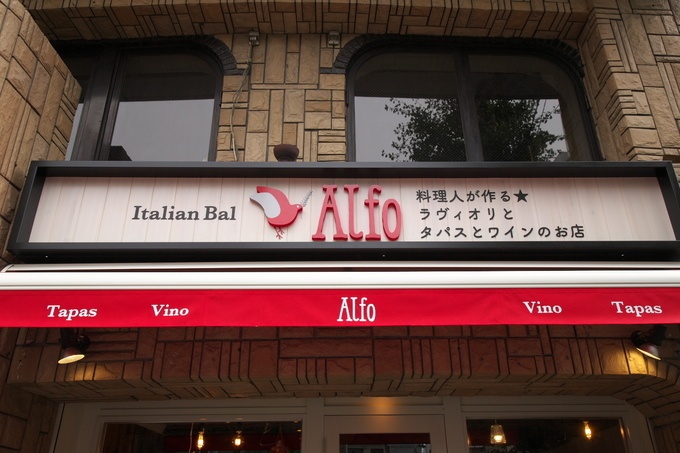 Italian Bal
Alfo
料理人が作る★
ラヴィオリと
タパスとワインのお店
Tapas Vino Alfo Vino Tapas